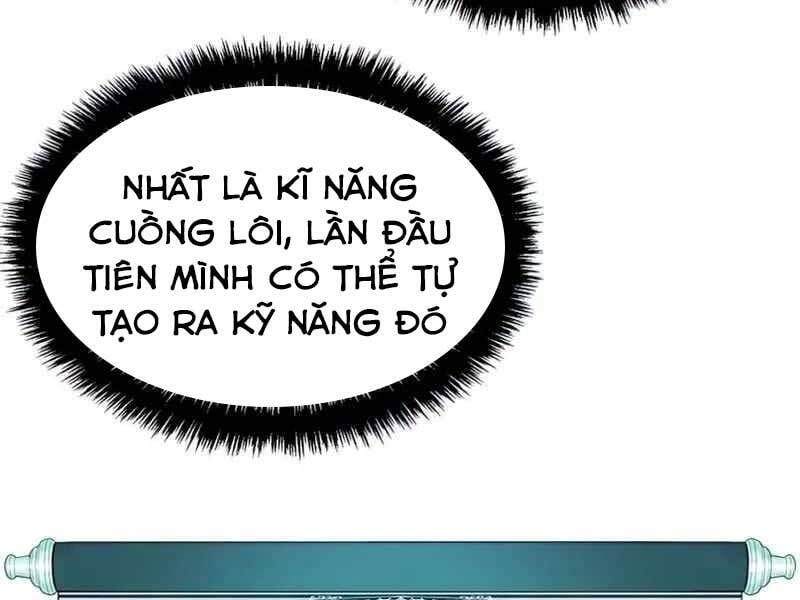 NHẤT LÀ KĨ NĂNG
CUỒNG LÔI, LẦN ĐẦU
TIÊN MÌNH CÓ THỂ TỰ
TẠO RA KỸ NĂNG ĐÓ